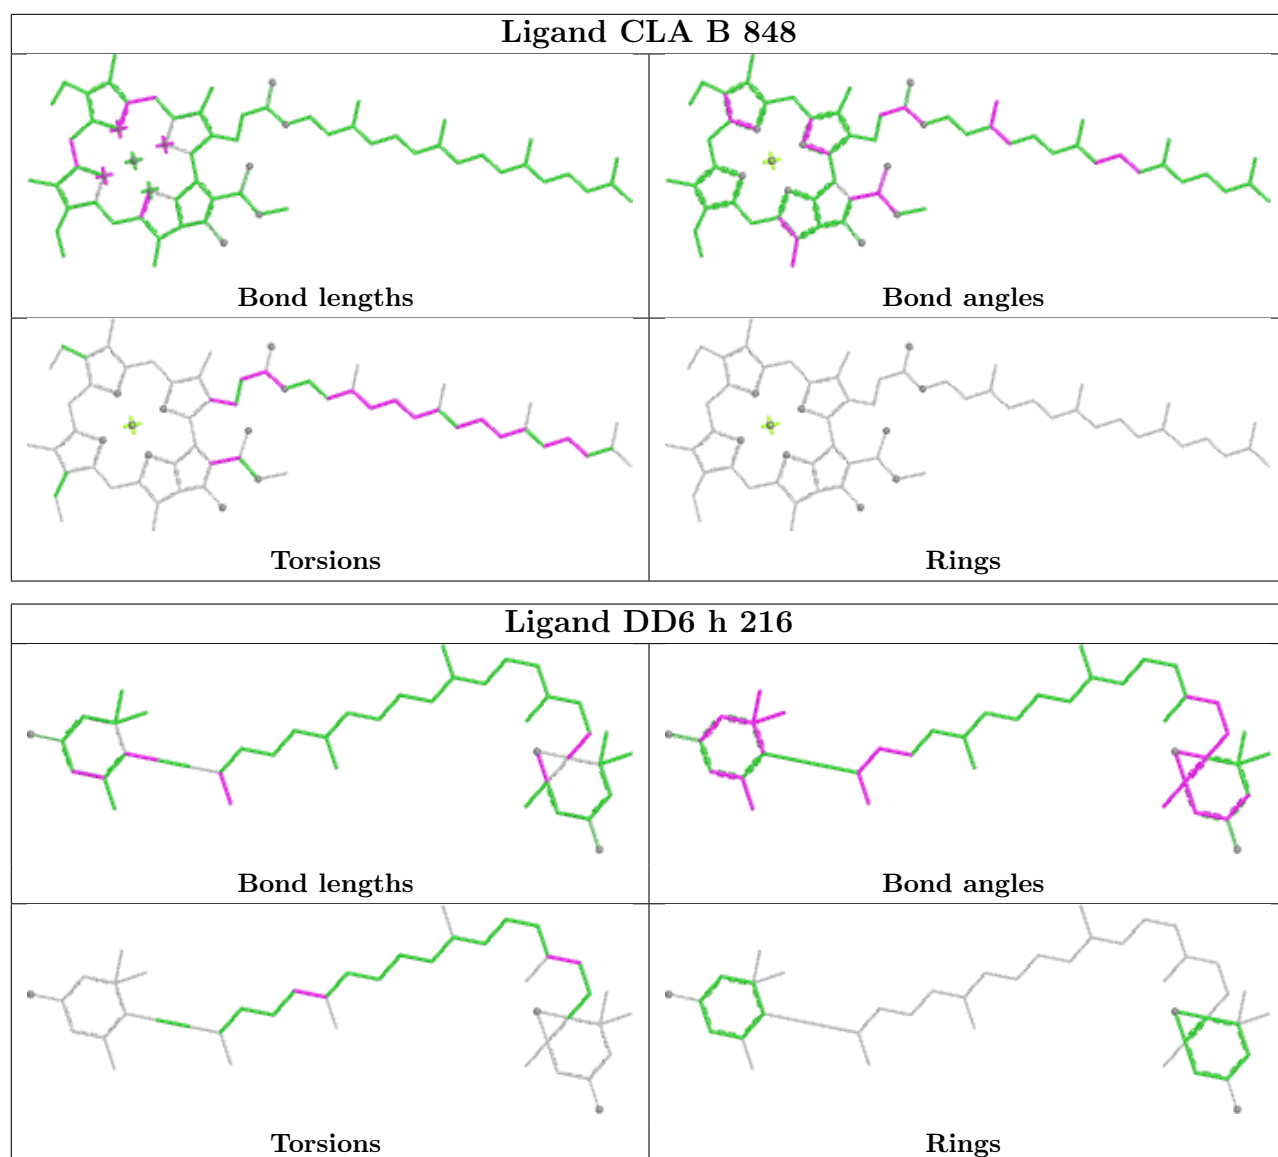 Ligand CLA B 848
Bond lengths
Bond angles
Torsions
Rings
Ligand DD6 h 216
Bond lengths
Bond angles
Torsions
Rings